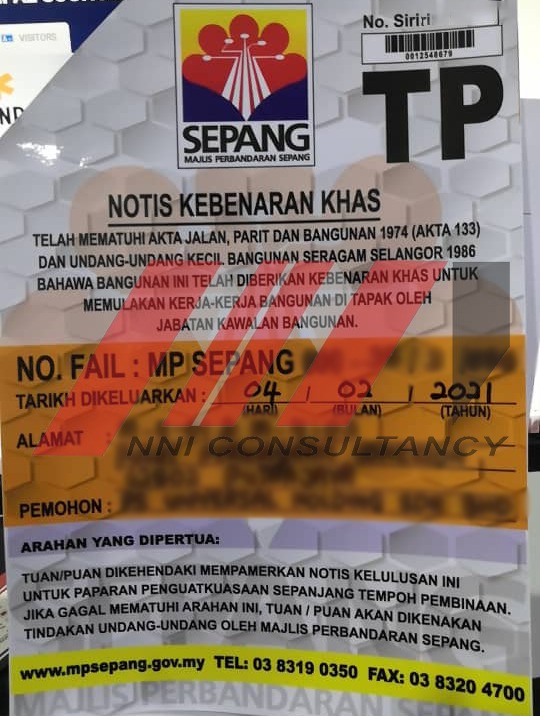 VISITORS
No. Siriri
0012548679
TP
SEPANG
MAJLIS PERBANDARAN SEPANG
NOTIS KEBENARAN KHAS
TELAH MEMATUHI AKTA JALAN, PARIT DAN BANGUNAN 1974 (AKTA 133)
DAN UNDANG-UNDANG KECIL BANGUNAN SERAGAM SELANGOR 1986
BAHAWA BANGUNAN INI TELAH DIBERIKAN KEBENARAN KHAS UNTUK
MEMULAKAN KERJA-KERJA BANGUNAN DI TAPAK OLEH
JABATAN KAWALAN BANGUNAN.
NO. FAIL : MP SEPANG
TARIKH DIKELUARKAN : 04 / 02 / 2021
(HARI) (BULAN) (TAHUN)
ALAMAT :
NNI CONSULTANCY
PEMOHON :
ARAHAN YANG DIPERTUA:
TUAN/PUAN DIKEHENDAKI MEMPAMERKAN NOTIS KELULUSAN INI
UNTUK PAPARAN PENGUATKUASAAN SEPANJANG TEMPOH PEMBINAAN.
JIKA GAGAL MEMATUHI ARAHAN INI, TUAN / PUAN AKAN DIKENAKAN
TINDAKAN UNDANG-UNDANG OLEH MAJLIS PERBANDARAN SEPANG.
www.mpsepang.gov.my TEL: 03 8319 0350 FAX: 03 8320 4700
MAJLIS PERBANDARAN SEPANG